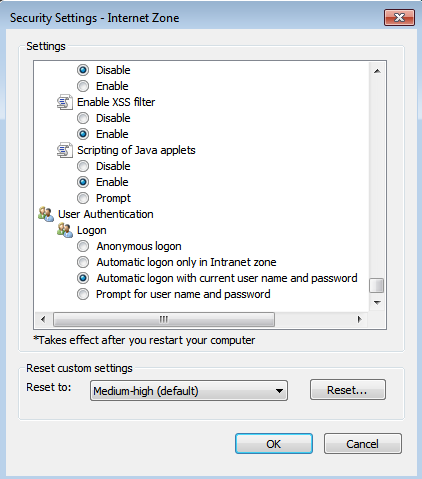 Security Settings - Internet Zone
Settings
Disable
Enable
Enable XSS filter
Disable
Enable
Scripting of Java applets
Disable
Enable
Prompt
User Authentication
Logon
Anonymous logon
Automatic logon only in Intranet zone
Automatic logon with current user name and password
Prompt for user name and password
*Takes effect after you restart your computer
Reset custom settings
Reset to:
Medium-high (default)
Reset...
OK
Cancel